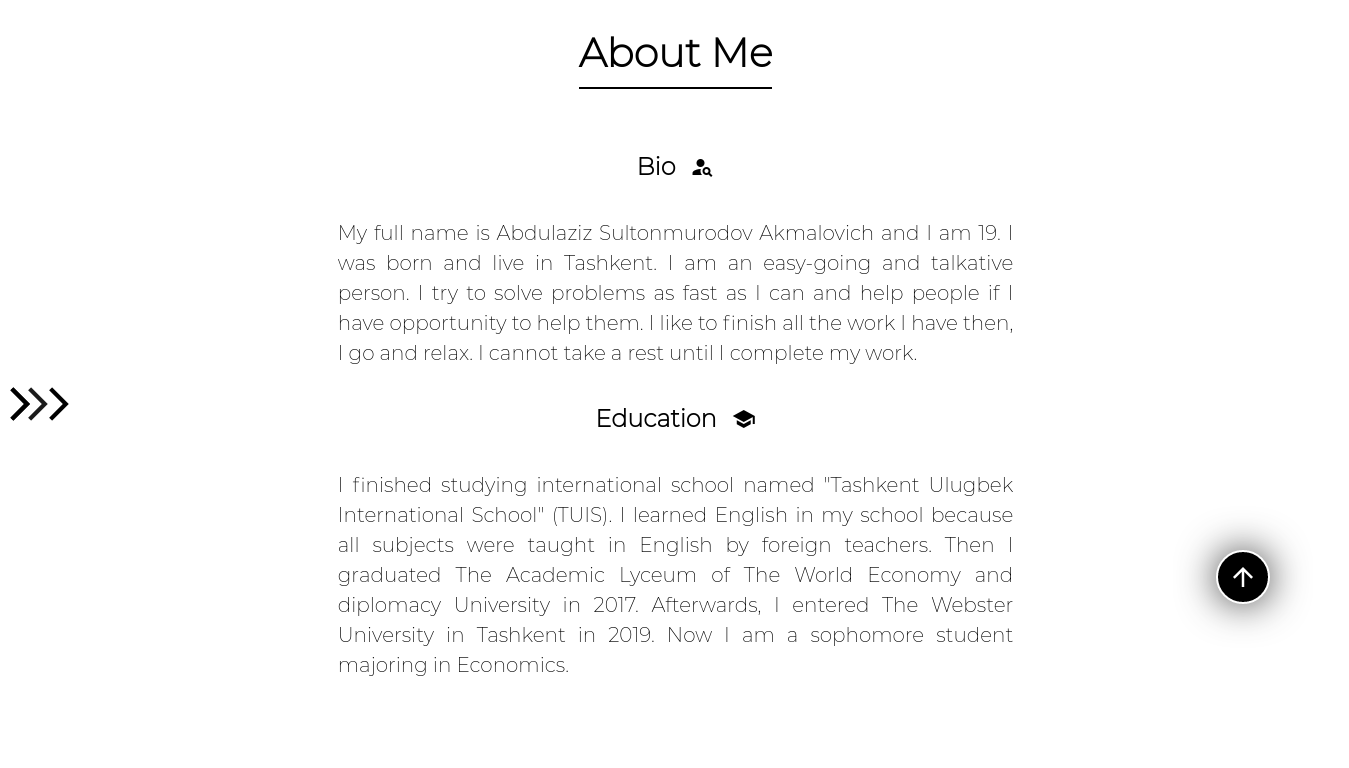 About Me
Bio
My full name is Abdulaziz Sultonmurodov Akmalovich and I am 19. I
was born and live in Tashkent. I am an easy-going and talkative
person. I try to solve problems as fast as I can and help people if I
have opportunity to help them. I like to finish all the work I have then,
I go and relax. I cannot take a rest until I complete my work.
Education
I finished studying international school named "Tashkent Ulugbek
International School" (TUIS). I learned English in my school because
all subjects were taught in English by foreign teachers. Then I
graduated The Academic Lyceum of The World Economy and
diplomacy University in 2017. Afterwards, I entered The Webster
University in Tashkent in 2019. Now I am a sophomore student
majoring in Economics.